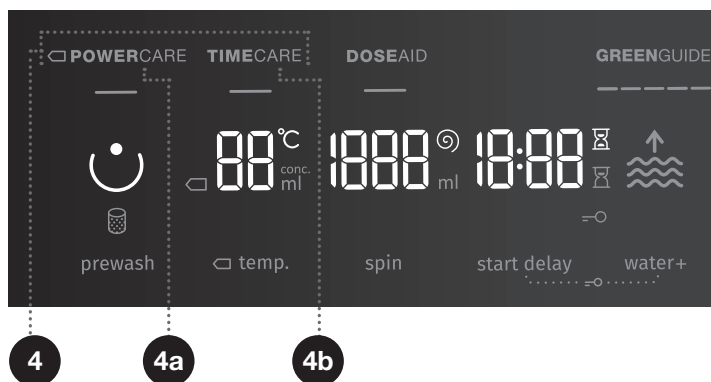 POWERCARE TIMECARE DOSEAID GREENGUIDE
88 °C 1888 18:88
conc.
ml ml
prewash temp. spin start delay water+
4 4a 4b